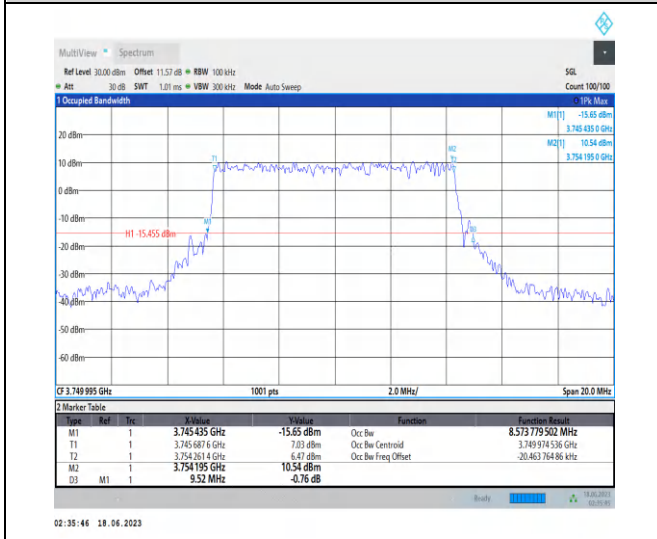 MultiView Spectrum
Ref Level 30.00 dBm Offset 11.57 dB RBW 100 kHz SGL
Att 30 dB SWT 1.01 ms VBW 300 kHz Mode Auto Sweep Count 100/100
1 Occupied Bandwidth 1Pk Max
M1[1] -15.65 dBm
3.745 435 0 GHz
M2[1] 10.54 dBm
3.754 195 0 GHz
20 dBm
M2
T1 T2
10 dBm
0 dBm
-10 dBm
M1
H1 -15.455 dBm
-20 dBm
-30 dBm
-40 dBm
-50 dBm
-60 dBm
CF 3.749 995 GHz 1001 pts 2.0 MHz/ Span 20.0 MHz
2 Marker Table
Type Ref Trc X-Value Y-Value Function Function Result
M1 1 3.745 435 GHz -15.65 dBm Occ Bw 8.573 779 502 MHz
T1 1 3.745 687 6 GHz 7.03 dBm Occ Bw Centroid 3.749 974 536 GHz
T2 1 3.754 261 4 GHz 6.47 dBm Occ Bw Freq Offset -20.463 764 86 kHz
M2 1 3.754 195 GHz 10.54 dBm
D3 M1 1 9.52 MHz -0.76 dB
Ready 18.06.2023
02:35:46 18.06.2023